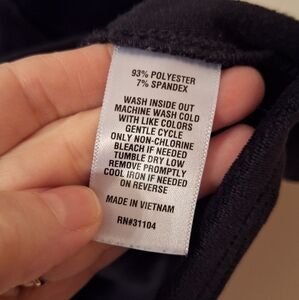 93% POLYESTER
7% SPANDEX
WASH INSIDE OUT
MACHINE WASH COLD
WITH LIKE COLORS
GENTLE CYCLE
ONLY NON-CHLORINE
BLEACH IF NEEDED
TUMBLE DRY LOW
REMOVE PROMPTLY
COOL IRON IF NEEDED
ON REVERSE
MADE IN VIETNAM
RN#31104